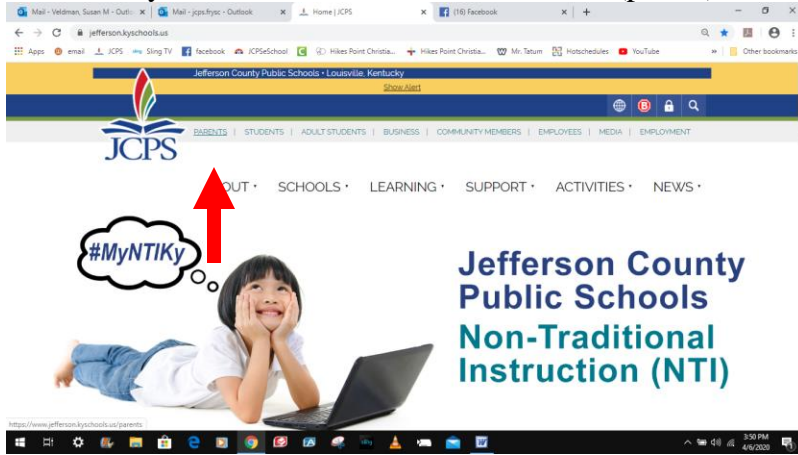 Mail - Veldman, Susan M - Outlo
Mail - jcps.frysc - Outlook
Home | JCPS
(16) Facebook
jefferson.kyschools.us
Apps email JCPS Sling TV facebook JCPSeSchool Hikes Point Christia... Hikes Point Christia... Mr. Tatum Hotschedules YouTube » Other bookmarks
Jefferson County Public Schools • Louisville, Kentucky
Show Alert
PARENTS | STUDENTS | ADULT STUDENTS | BUSINESS | COMMUNITY MEMBERS | EMPLOYEES | MEDIA | EMPLOYMENT
JCPS
OUT • SCHOOLS • LEARNING • SUPPORT • ACTIVITIES • NEWS •
#MyNTIKy
Jefferson County
Public Schools
Non-Traditional
Instruction (NTI)
https://www.jefferson.kyschools.us/parents
3:50 PM
4/6/2020